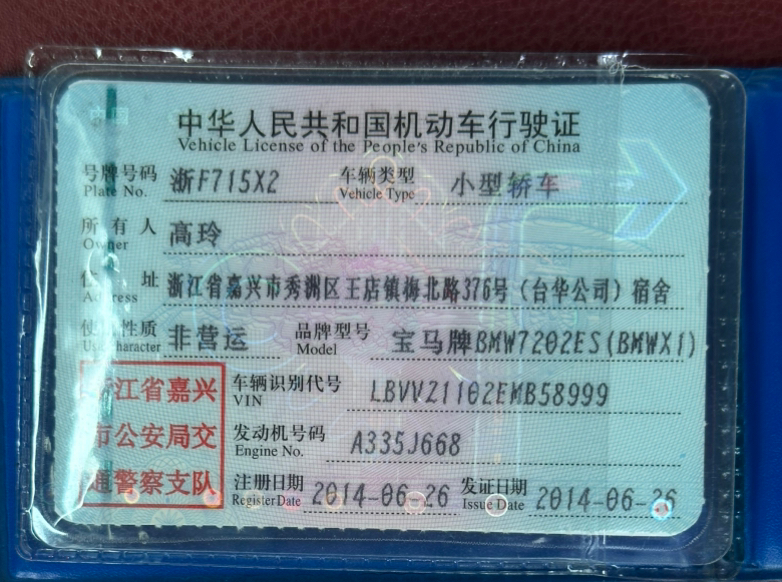 中华人民共和国机动车行驶证
Vehicle License of the People's Republic of China
号牌号码 浙F715X2 车辆类型 小型轿车
Plate No. Vehicle Type
所有人 高玲
Owner
住址 浙江省嘉兴市秀洲区王店镇梅北路376号（台华公司）宿舍
Address
使用性质 非营运 品牌型号 宝马牌BMW7202ES(BMWX1)
Use Character Model
浙江省嘉兴 车辆识别代号 LBVVZ1102EMB58999
VIN
市公安局交 发动机号码 A335J668
Engine No.
通警察支队 注册日期 2014-06-26 发证日期 2014-06-26
Register Date Issue Date